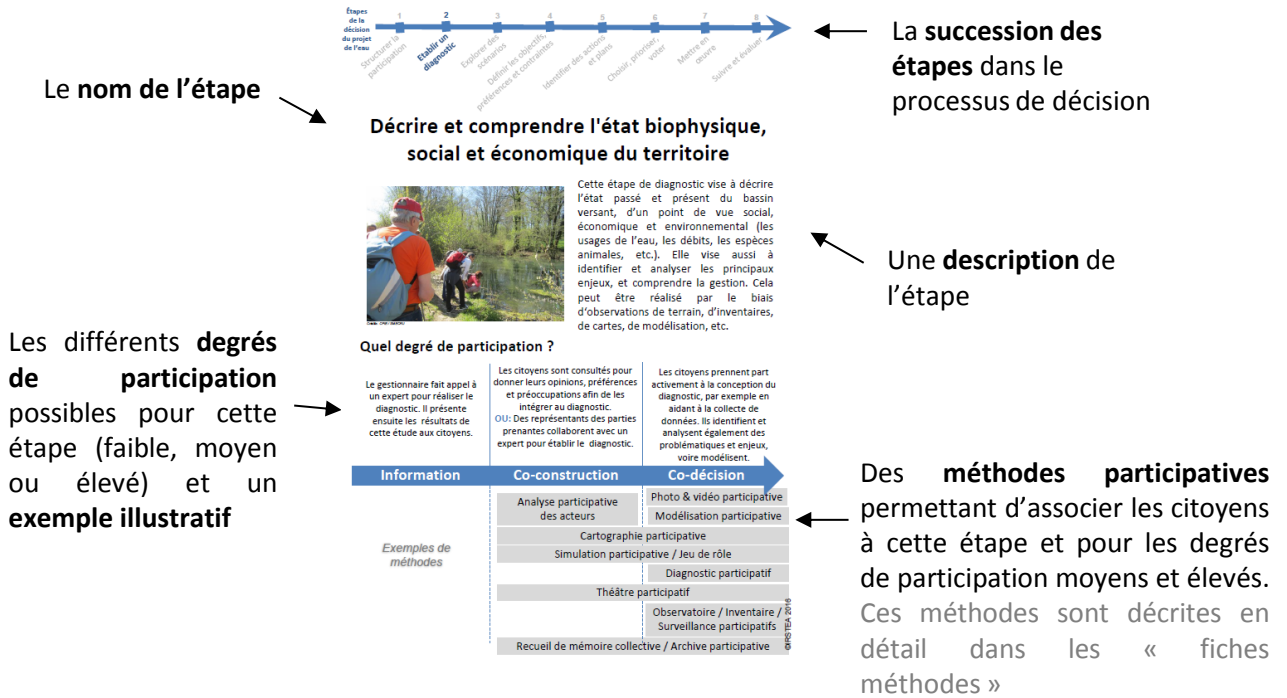 Étapes
de la
décision
du projet
de l'eau
1
2
3
4
5
6
7
8
Structurer la
participation
Etablir un
diagnostic
Explorer des
scénarios
Définir les objectifs,
préférences et contraintes
Identifier des actions
et plans
Choisir, prioriser,
voter
Mettre en
œuvre
Suivre et évaluer
La succession des
étapes dans le
processus de décision
Le nom de l'étape
Décrire et comprendre l'état biophysique,
social et économique du territoire
Cette étape de diagnostic vise à décrire
l'état passé et présent du bassin
versant, d'un point de vue social,
économique et environnemental (les
usages de l'eau, les débits, les espèces
animales, etc.). Elle vise aussi à
identifier et analyser les principaux
enjeux, et comprendre la gestion. Cela
peut être réalisé par le biais
d'observations de terrain, d'inventaires,
de cartes, de modélisation, etc.
Une description de
l'étape
Les différents degrés
de participation
possibles pour cette
étape (faible, moyen
ou élevé) et un
exemple illustratif
Quel degré de participation ?
Le gestionnaire fait appel à
un expert pour réaliser le
diagnostic. Il présente
ensuite les résultats de
cette étude aux citoyens.
Les citoyens sont consultés pour
donner leurs opinions, préférences
et préoccupations afin de les
intégrer au diagnostic.
OU: Des représentants des parties
prenantes collaborent avec un
expert pour établir le diagnostic.
Les citoyens prennent part
activement à la conception du
diagnostic, par exemple en
aidant à la collecte de
données. Ils identifient et
analysent également des
problématiques et enjeux,
voire modélisent.
Information
Co-construction
Co-décision
Exemples de
méthodes
Analyse participative
des acteurs
Photo & vidéo participative
Modélisation participative
Cartographie participative
Simulation participative / Jeu de rôle
Diagnostic participatif
Théâtre participatif
Observatoire / Inventaire /
Surveillance participatifs
Recueil de mémoire collective / Archive participative
©IRSTEA 2016
Des méthodes participatives
permettant d'associer les citoyens
à cette étape et pour les degrés
de participation moyens et élevés.
Ces méthodes sont décrites en
détail dans les « fiches
méthodes »